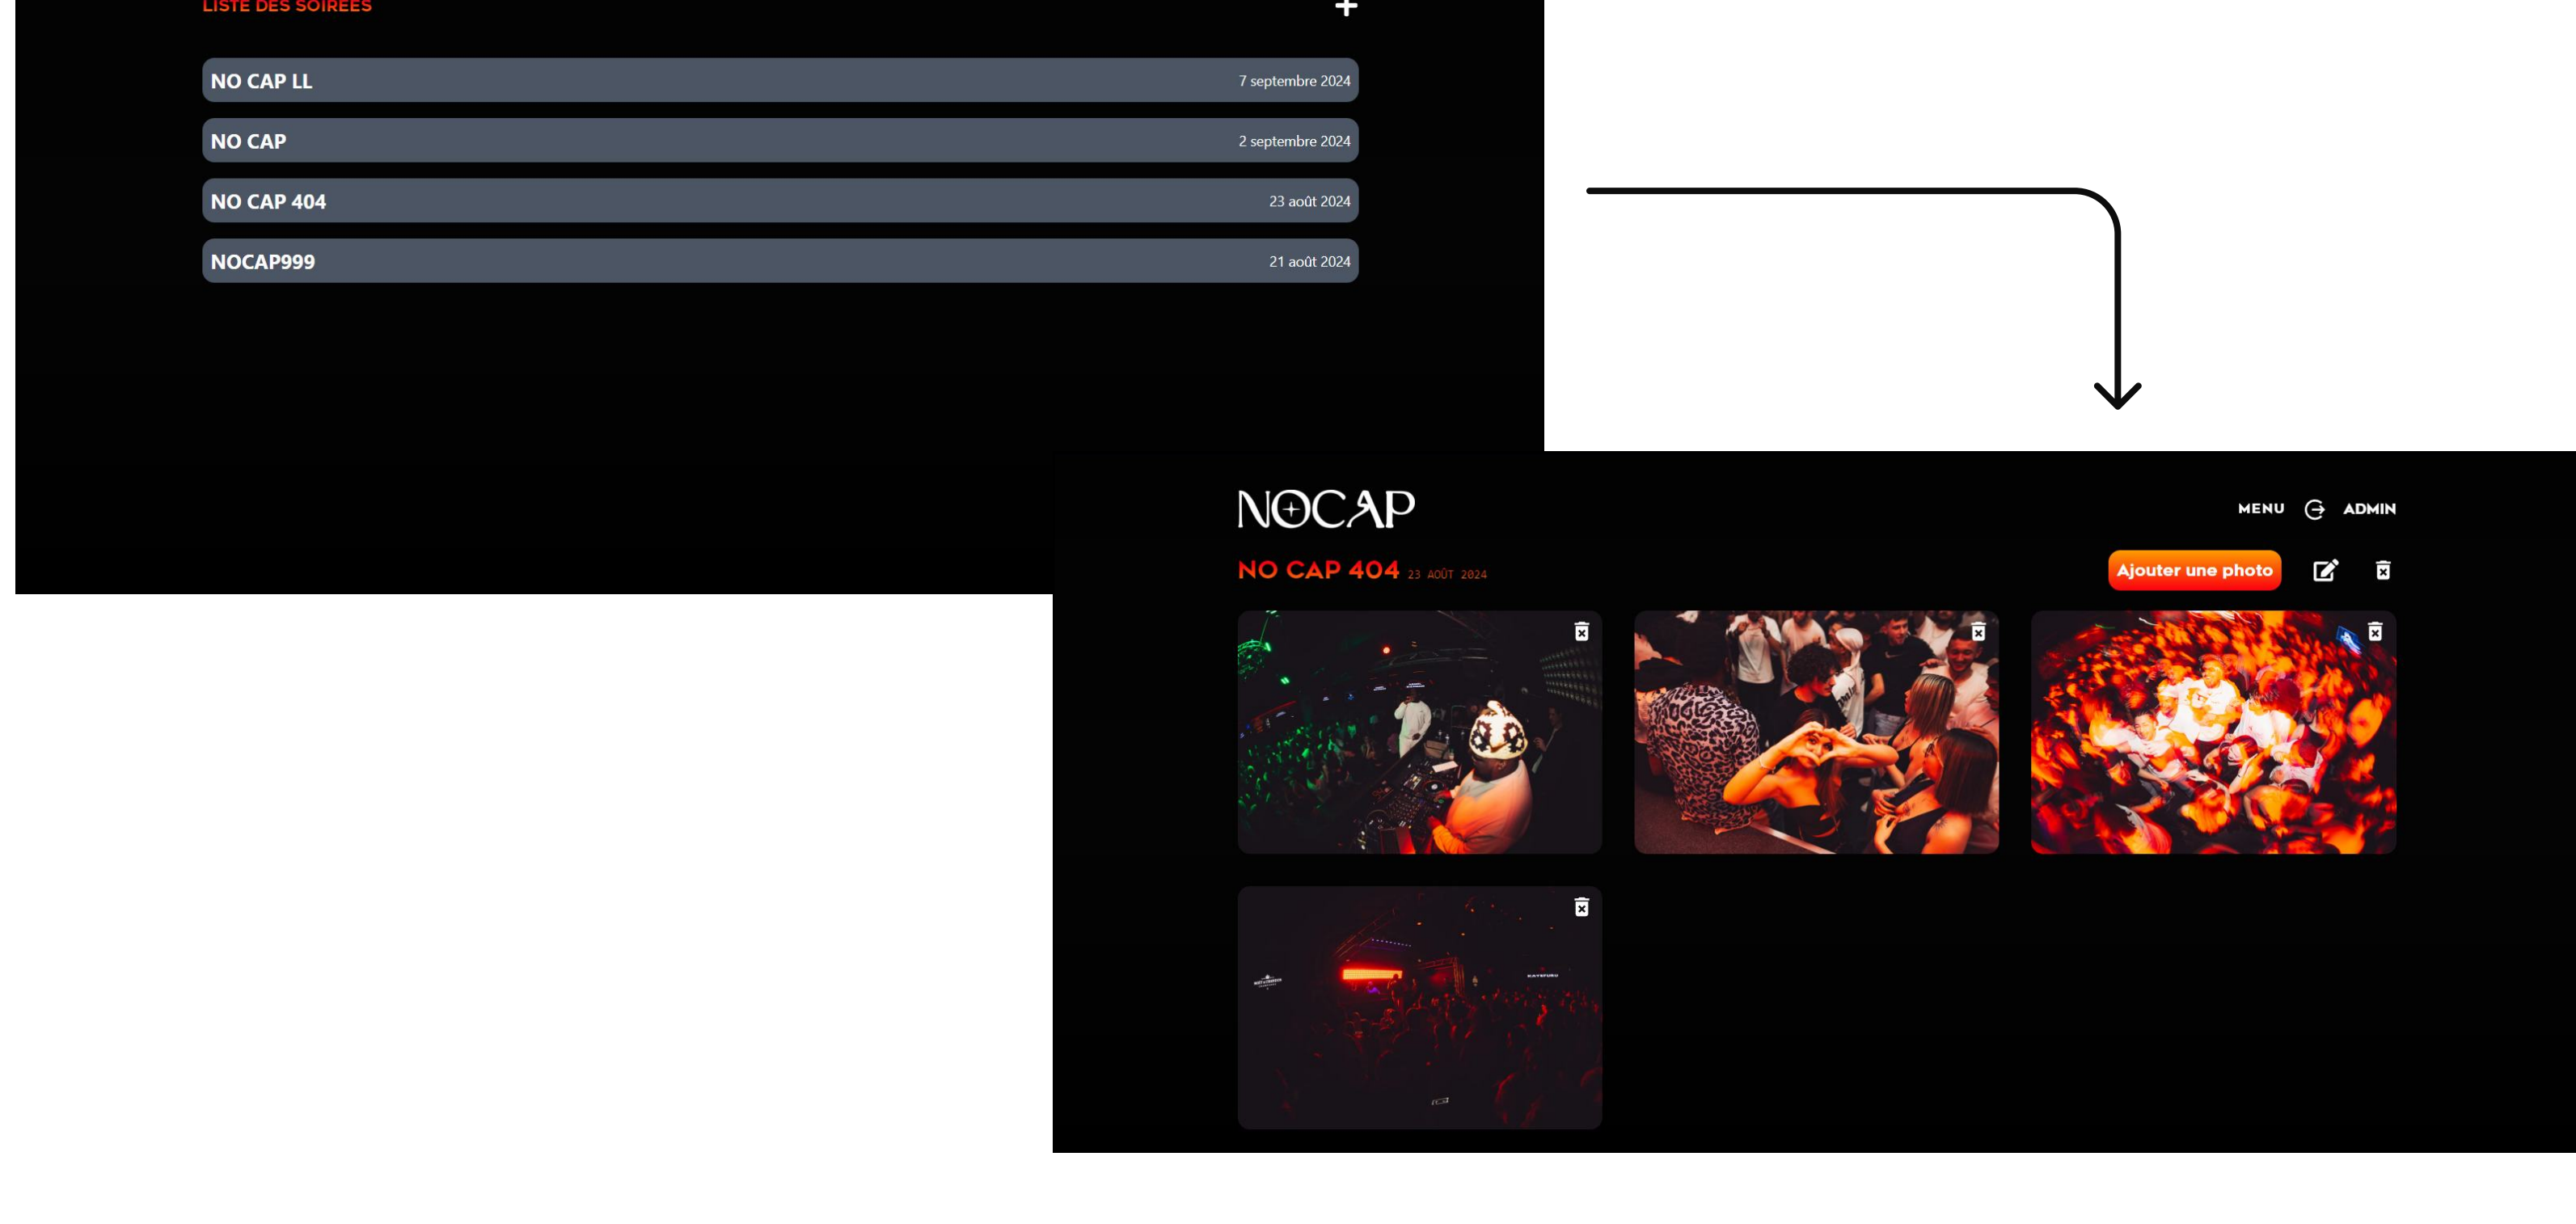 LISTE DES SOIRÉES
NO CAP LL
7 septembre 2024
NO CAP
2 septembre 2024
NO CAP 404
23 août 2024
NOCAP999
21 août 2024
NOCAP
MENU
ADMIN
NO CAP 404 23 AOÛT 2024
Ajouter une photo